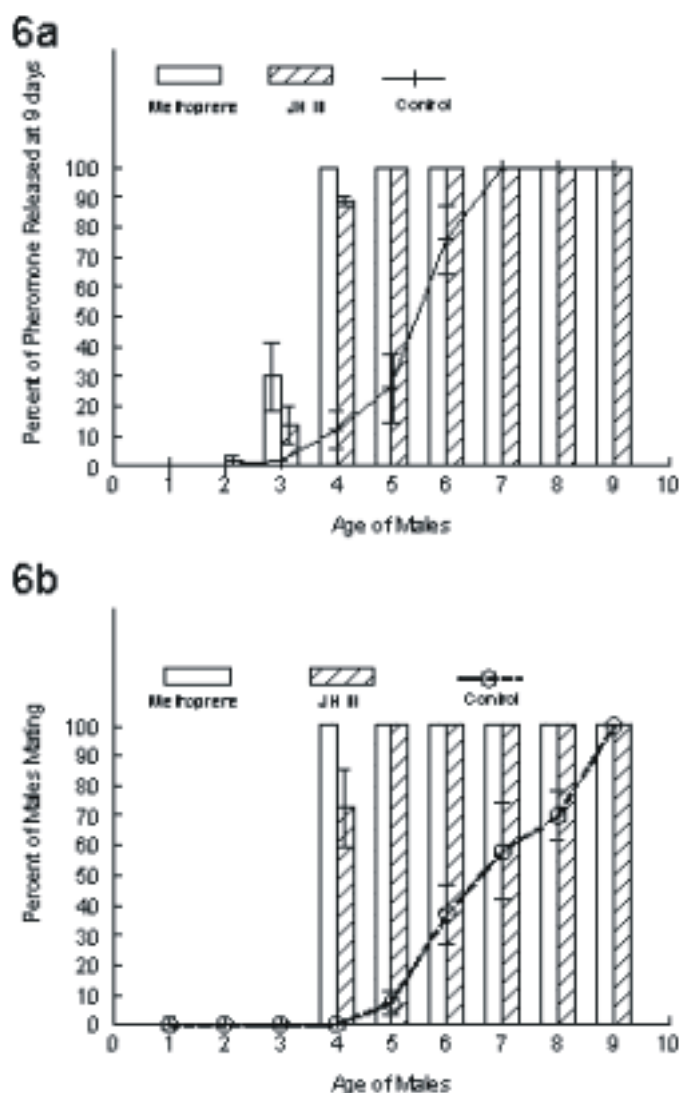 6a
Percent of Pheromone Released at 9 days
Methoprene JH III Control
100
90
80
70
60
50
40
30
20
10
0
0 1 2 3 4 5 6 7 8 9 10
Age of Males
6b
Percent of Males Mating
Methoprene JH III Control
100
90
80
70
60
50
40
30
20
10
0
0 1 2 3 4 5 6 7 8 9 10
Age of Males